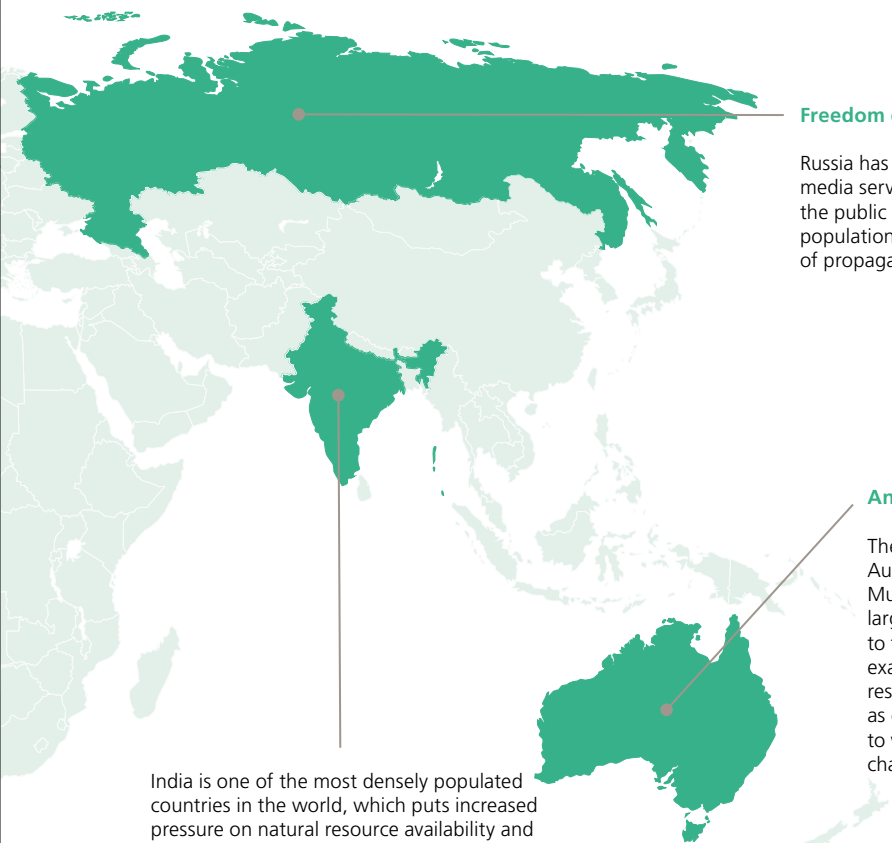 Freedom
Russia has
media serv
the public
population
of propaga
An
The
Au
Mu
larg
to
exa
res
as
to
cha
India is one of the most densely populated
countries in the world, which puts increased
pressure on natural resource availability and